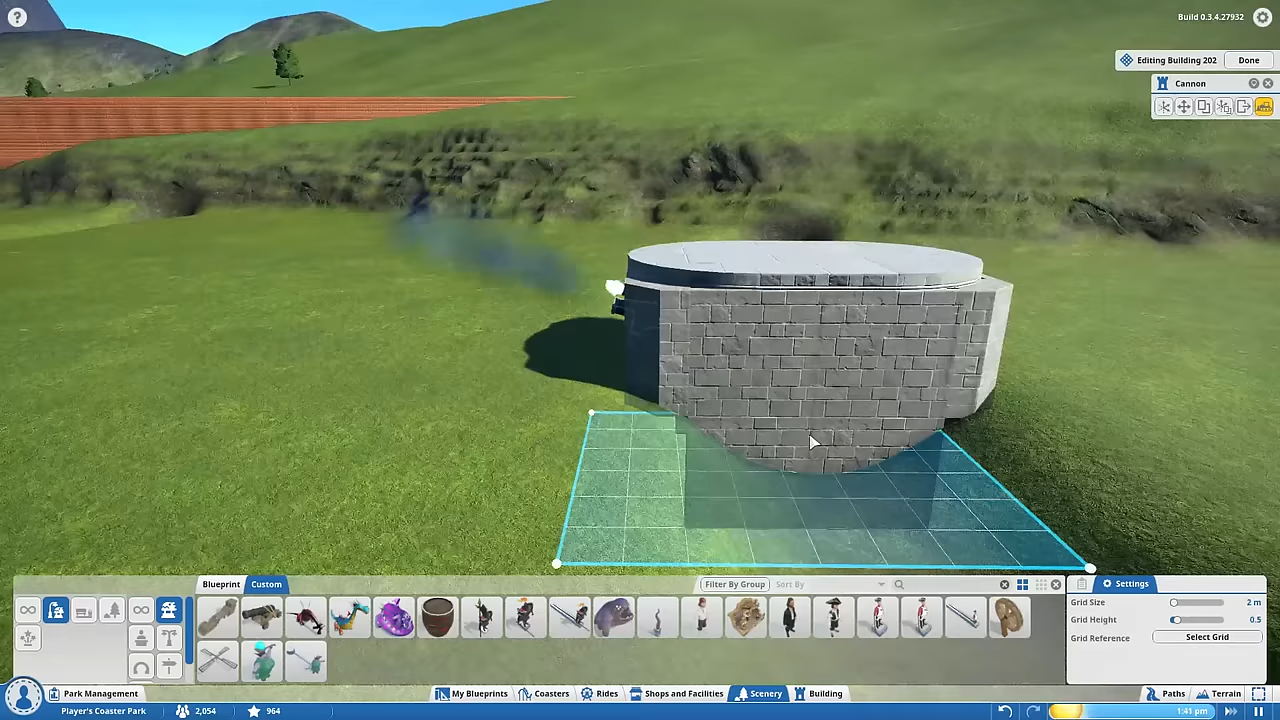 ?
Build 0.3.4.27932
Editing Building 202
Done
Cannon
Blueprint
Custom
Filter By Group
Sort By
Settings
Grid Size
2 m
Grid Height
0.5
Grid Reference
Select Grid
Park Management
My Blueprints
Coasters
Rides
Shops and Facilities
Scenery
Building
Paths
Terrain
Player's Coaster Park
2,054
964
1:41 pm